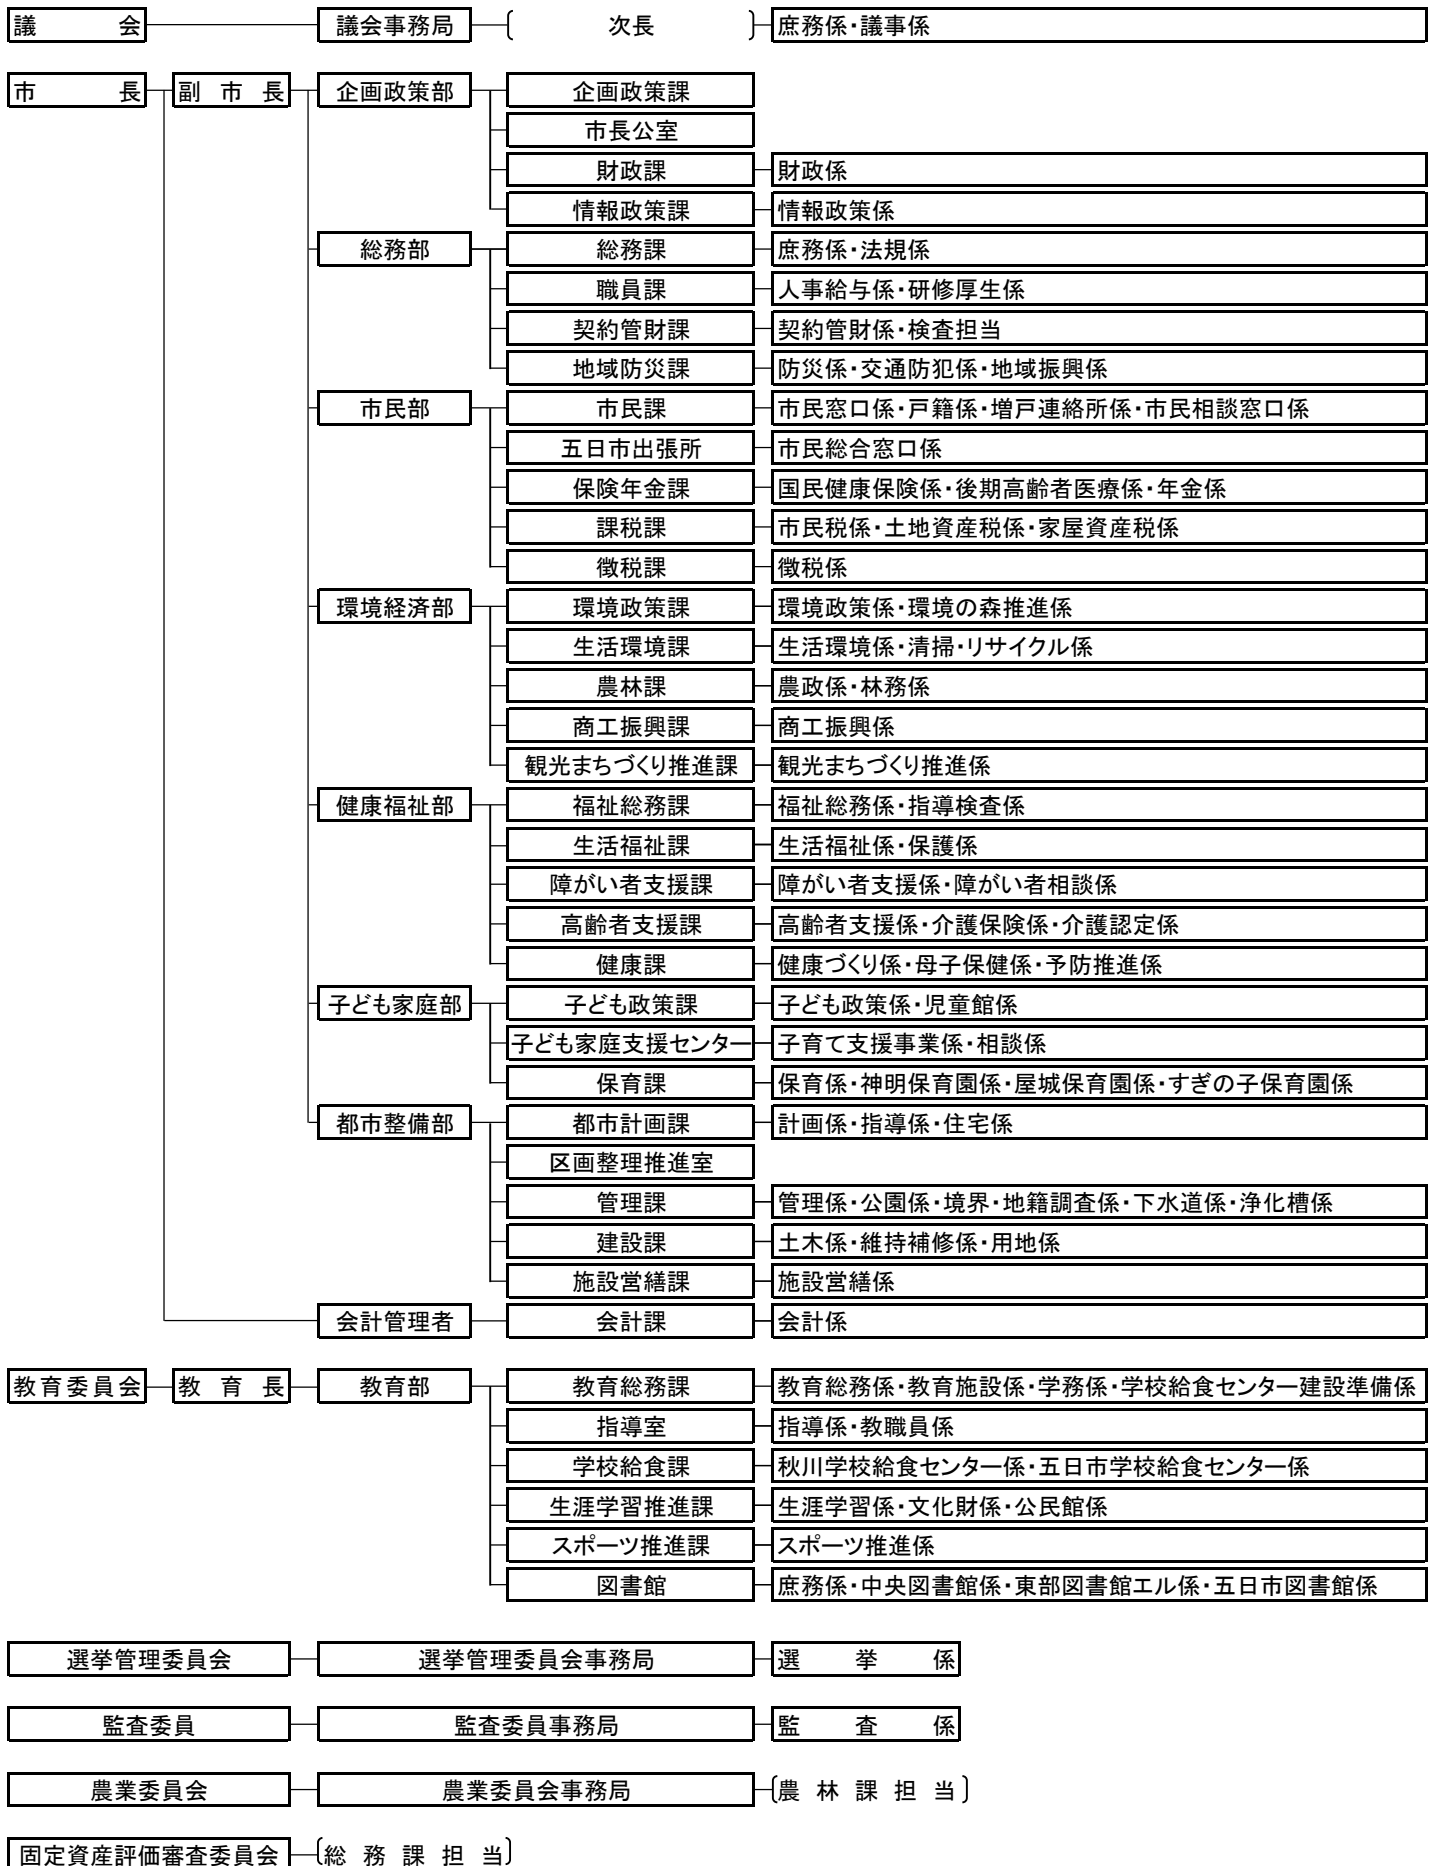 議会 議会事務局 〔次長〕 庶務係・議事係
市長 副市長 企画政策部 企画政策課
市長公室
財政課 財政係
情報政策課 情報政策係
総務部 総務課 庶務係・法規係
職員課 人事給与係・研修厚生係
契約管財課 契約管財係・検査担当
地域防災課 防災係・交通防犯係・地域振興係
市民部 市民課 市民窓口係・戸籍係・増戸連絡所係・市民相談窓口係
五日市出張所 市民総合窓口係
保険年金課 国民健康保険係・後期高齢者医療係・年金係
課税課 市民税係・土地資産税係・家屋資産税係
徴税課 徴税係
環境経済部 環境政策課 環境政策係・環境の森推進係
生活環境課 生活環境係・清掃・リサイクル係
農林課 農政係・林務係
商工振興課 商工振興係
観光まちづくり推進課 観光まちづくり推進係
健康福祉部 福祉総務課 福祉総務係・指導検査係
生活福祉課 生活福祉係・保護係
障がい者支援課 障がい者支援係・障がい者相談係
高齢者支援課 高齢者支援係・介護保険係・介護認定係
健康課 健康づくり係・母子保健係・予防推進係
子ども家庭部 子ども政策課 子ども政策係・児童館係
子ども家庭支援センター 子育て支援事業係・相談係
保育課 保育係・神明保育園係・屋城保育園係・すぎの子保育園係
都市整備部 都市計画課 計画係・指導係・住宅係
区画整理推進室
管理課 管理係・公園係・境界・地籍調査係・下水道係・浄化槽係
建設課 土木係・維持補修係・用地係
施設営繕課 施設営繕係
会計管理者 会計課 会計係
教育委員会 教育長 教育部 教育総務課 教育総務係・教育施設係・学務係・学校給食センター建設準備係
指導室 指導係・教職員係
学校給食課 秋川学校給食センター係・五日市学校給食センター係
生涯学習推進課 生涯学習係・文化財係・公民館係
スポーツ推進課 スポーツ推進係
図書館 庶務係・中央図書館係・東部図書館エル係・五日市図書館係
選挙管理委員会 選挙管理委員会事務局 選挙係
監査委員 監査委員事務局 監査係
農業委員会 農業委員会事務局 〔農林課担当〕
固定資産評価審査委員会 〔総務課担当〕